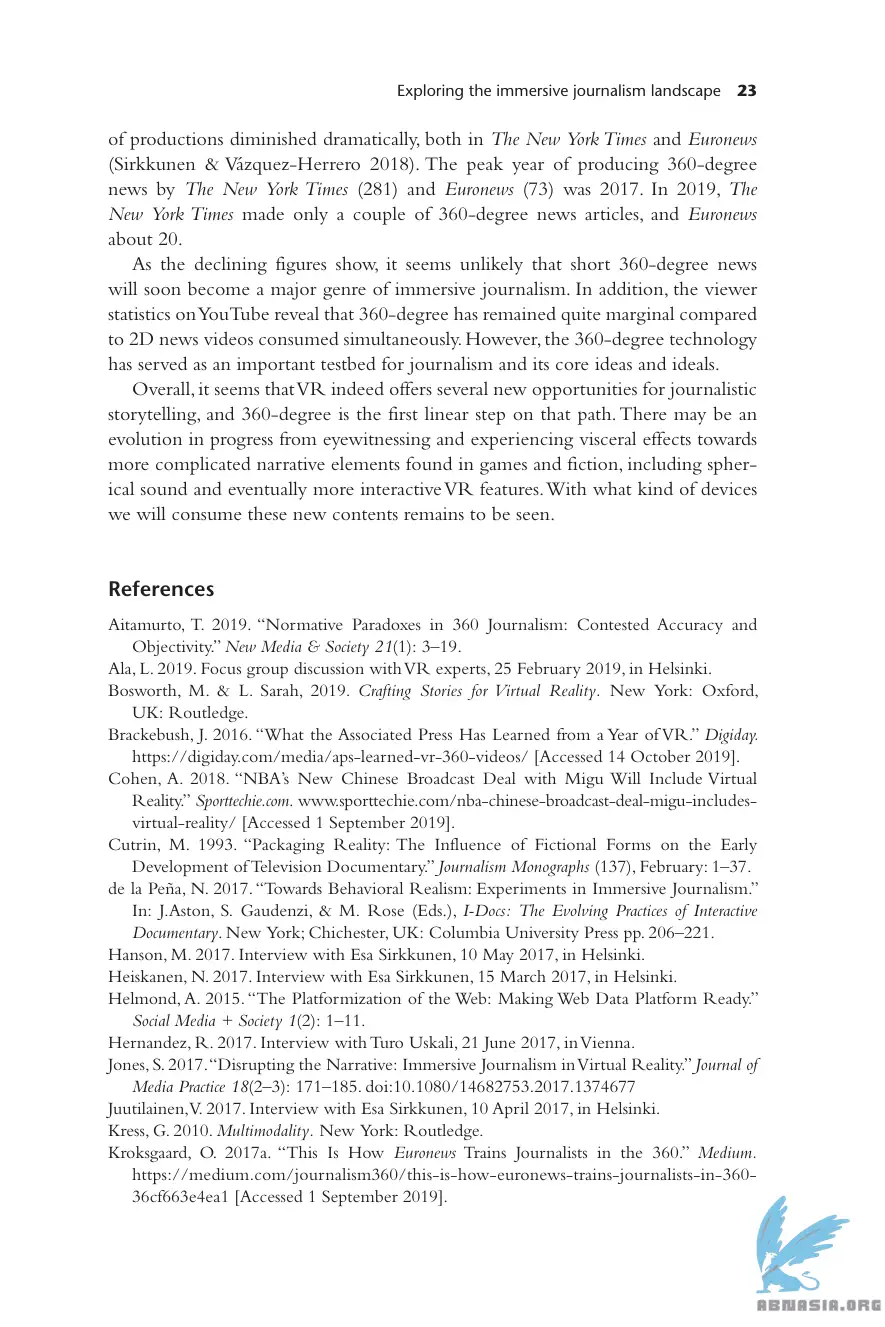 Exploring the immersive journalism landscape 23
of productions diminished dramatically, both in The New York Times and Euronews
(Sirkkunen & Vázquez-Herrero 2018). The peak year of producing 360-degree
news by The New York Times (281) and Euronews (73) was 2017. In 2019, The
New York Times made only a couple of 360-degree news articles, and Euronews
about 20.
As the declining figures show, it seems unlikely that short 360-degree news
will soon become a major genre of immersive journalism. In addition, the viewer
statistics on YouTube reveal that 360-degree has remained quite marginal compared
to 2D news videos consumed simultaneously. However, the 360-degree technology
has served as an important testbed for journalism and its core ideas and ideals.
Overall, it seems that VR indeed offers several new opportunities for journalistic
storytelling, and 360-degree is the first linear step on that path. There may be an
evolution in progress from eyewitnessing and experiencing visceral effects towards
more complicated narrative elements found in games and fiction, including spher-
ical sound and eventually more interactive VR features. With what kind of devices
we will consume these new contents remains to be seen.
References
Aitamurto, T. 2019. “Normative Paradoxes in 360 Journalism: Contested Accuracy and
Objectivity.” New Media & Society 21(1): 3–19.
Ala, L. 2019. Focus group discussion with VR experts, 25 February 2019, in Helsinki.
Bosworth, M. & L. Sarah, 2019. Crafting Stories for Virtual Reality. New York: Oxford,
UK: Routledge.
Brackebush, J. 2016. “What the Associated Press Has Learned from a Year of VR.” Digiday.
https://digiday.com/media/aps-learned-vr-360-videos/ [Accessed 14 October 2019].
Cohen, A. 2018. “NBA’s New Chinese Broadcast Deal with Migu Will Include Virtual
Reality.” Sporttechie.com. www.sporttechie.com/nba-chinese-broadcast-deal-migu-includes-
virtual-reality/ [Accessed 1 September 2019].
Cutrin, M. 1993. “Packaging Reality: The Influence of Fictional Forms on the Early
Development of Television Documentary.” Journalism Monographs (137), February: 1–37.
de la Peña, N. 2017. “Towards Behavioral Realism: Experiments in Immersive Journalism.”
In: J.Aston, S. Gaudenzi, & M. Rose (Eds.), I-Docs: The Evolving Practices of Interactive
Documentary. New York; Chichester, UK: Columbia University Press pp. 206–221.
Hanson, M. 2017. Interview with Esa Sirkkunen, 10 May 2017, in Helsinki.
Heiskanen, N. 2017. Interview with Esa Sirkkunen, 15 March 2017, in Helsinki.
Helmond, A. 2015. “The Platformization of the Web: Making Web Data Platform Ready.”
Social Media + Society 1(2): 1–11.
Hernandez, R. 2017. Interview with Turo Uskali, 21 June 2017, in Vienna.
Jones, S. 2017. “Disrupting the Narrative: Immersive Journalism in Virtual Reality.” Journal of
Media Practice 18(2–3): 171–185. doi:10.1080/14682753.2017.1374677
Juutilainen, V. 2017. Interview with Esa Sirkkunen, 10 April 2017, in Helsinki.
Kress, G. 2010. Multimodality. New York: Routledge.
Kroksgaard, O. 2017a. “This Is How Euronews Trains Journalists in the 360.” Medium.
https://medium.com/journalism360/this-is-how-euronews-trains-journalists-in-360-
36cf663e4ea1 [Accessed 1 September 2019].
ABNASIA.ORG